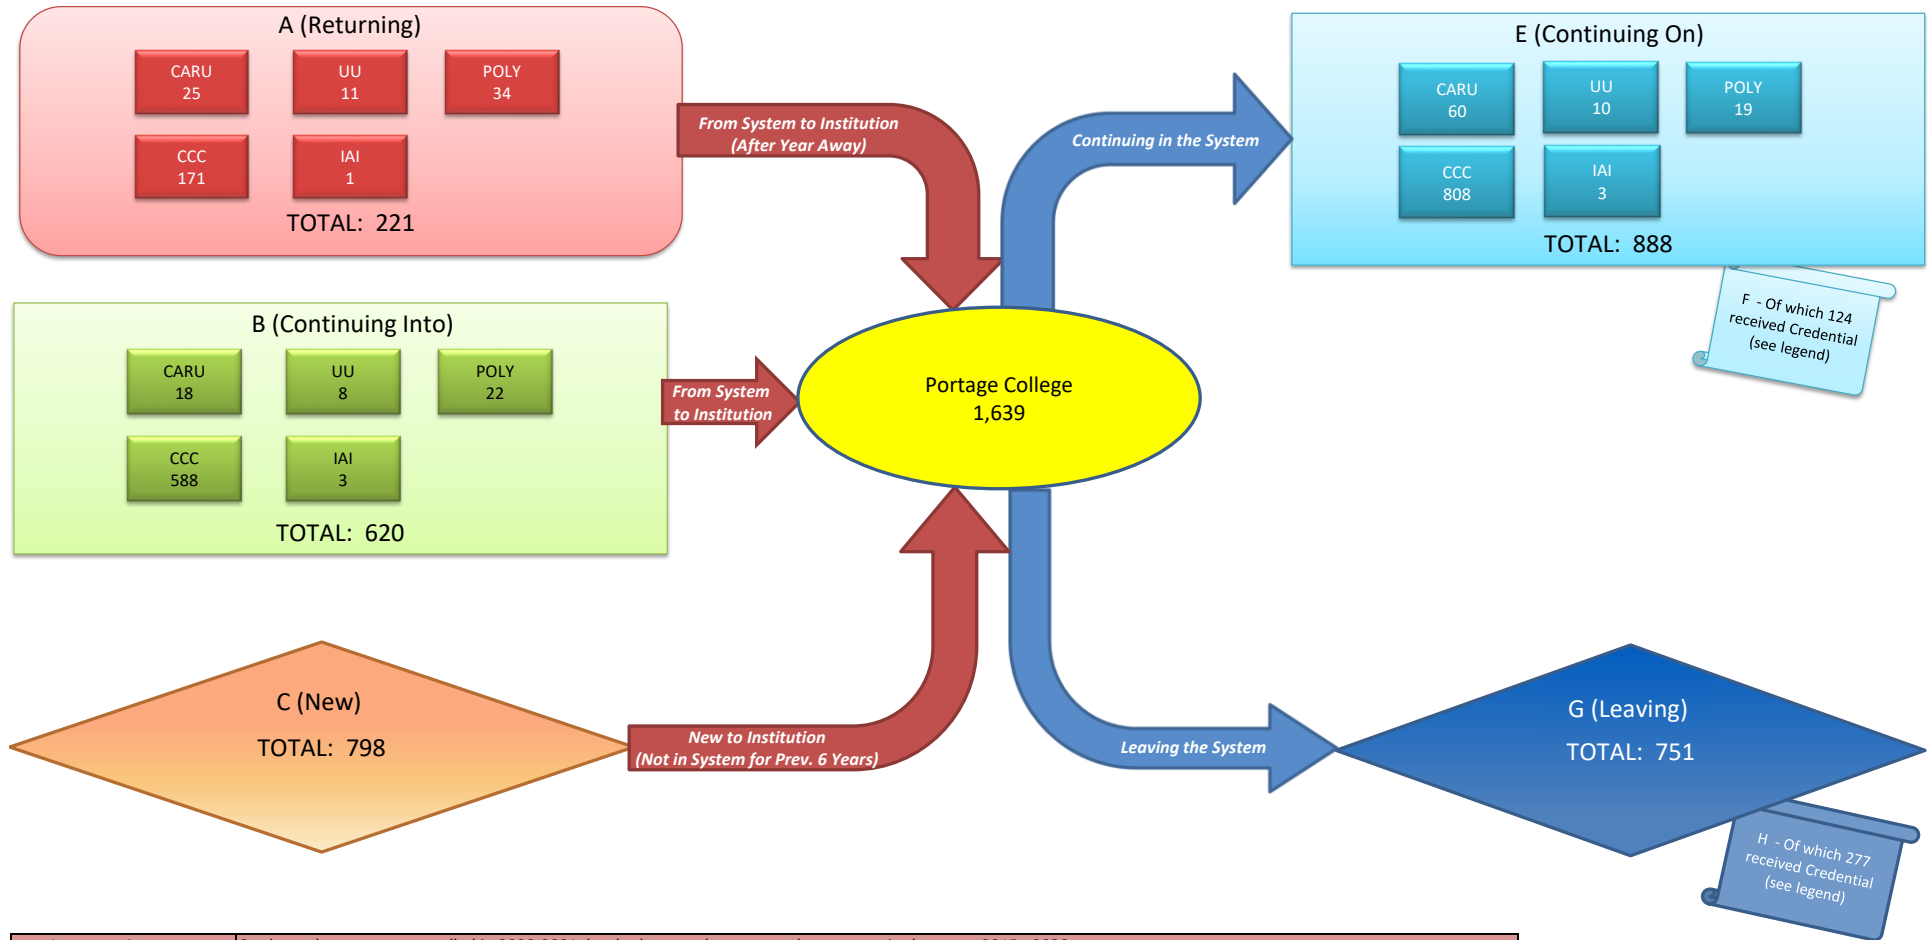 A (Returning)
CARU
25
UU
11
POLY
34
CCC
171
IAI
1
TOTAL: 221
From System to Institution
(After Year Away)
B (Continuing Into)
CARU
18
UU
8
POLY
22
CCC
588
IAI
3
TOTAL: 620
From System
to Institution
C (New)
TOTAL: 798
New to Institution
(Not in System for Prev. 6 Years)
Portage College
1,639
Continuing in the System
E (Continuing On)
CARU
60
UU
10
POLY
19
CCC
808
IAI
3
TOTAL: 888
F - Of which 124
received Credential
(see legend)
Leaving the System
G (Leaving)
TOTAL: 751
H - Of which 277
received Credential
(see legend)